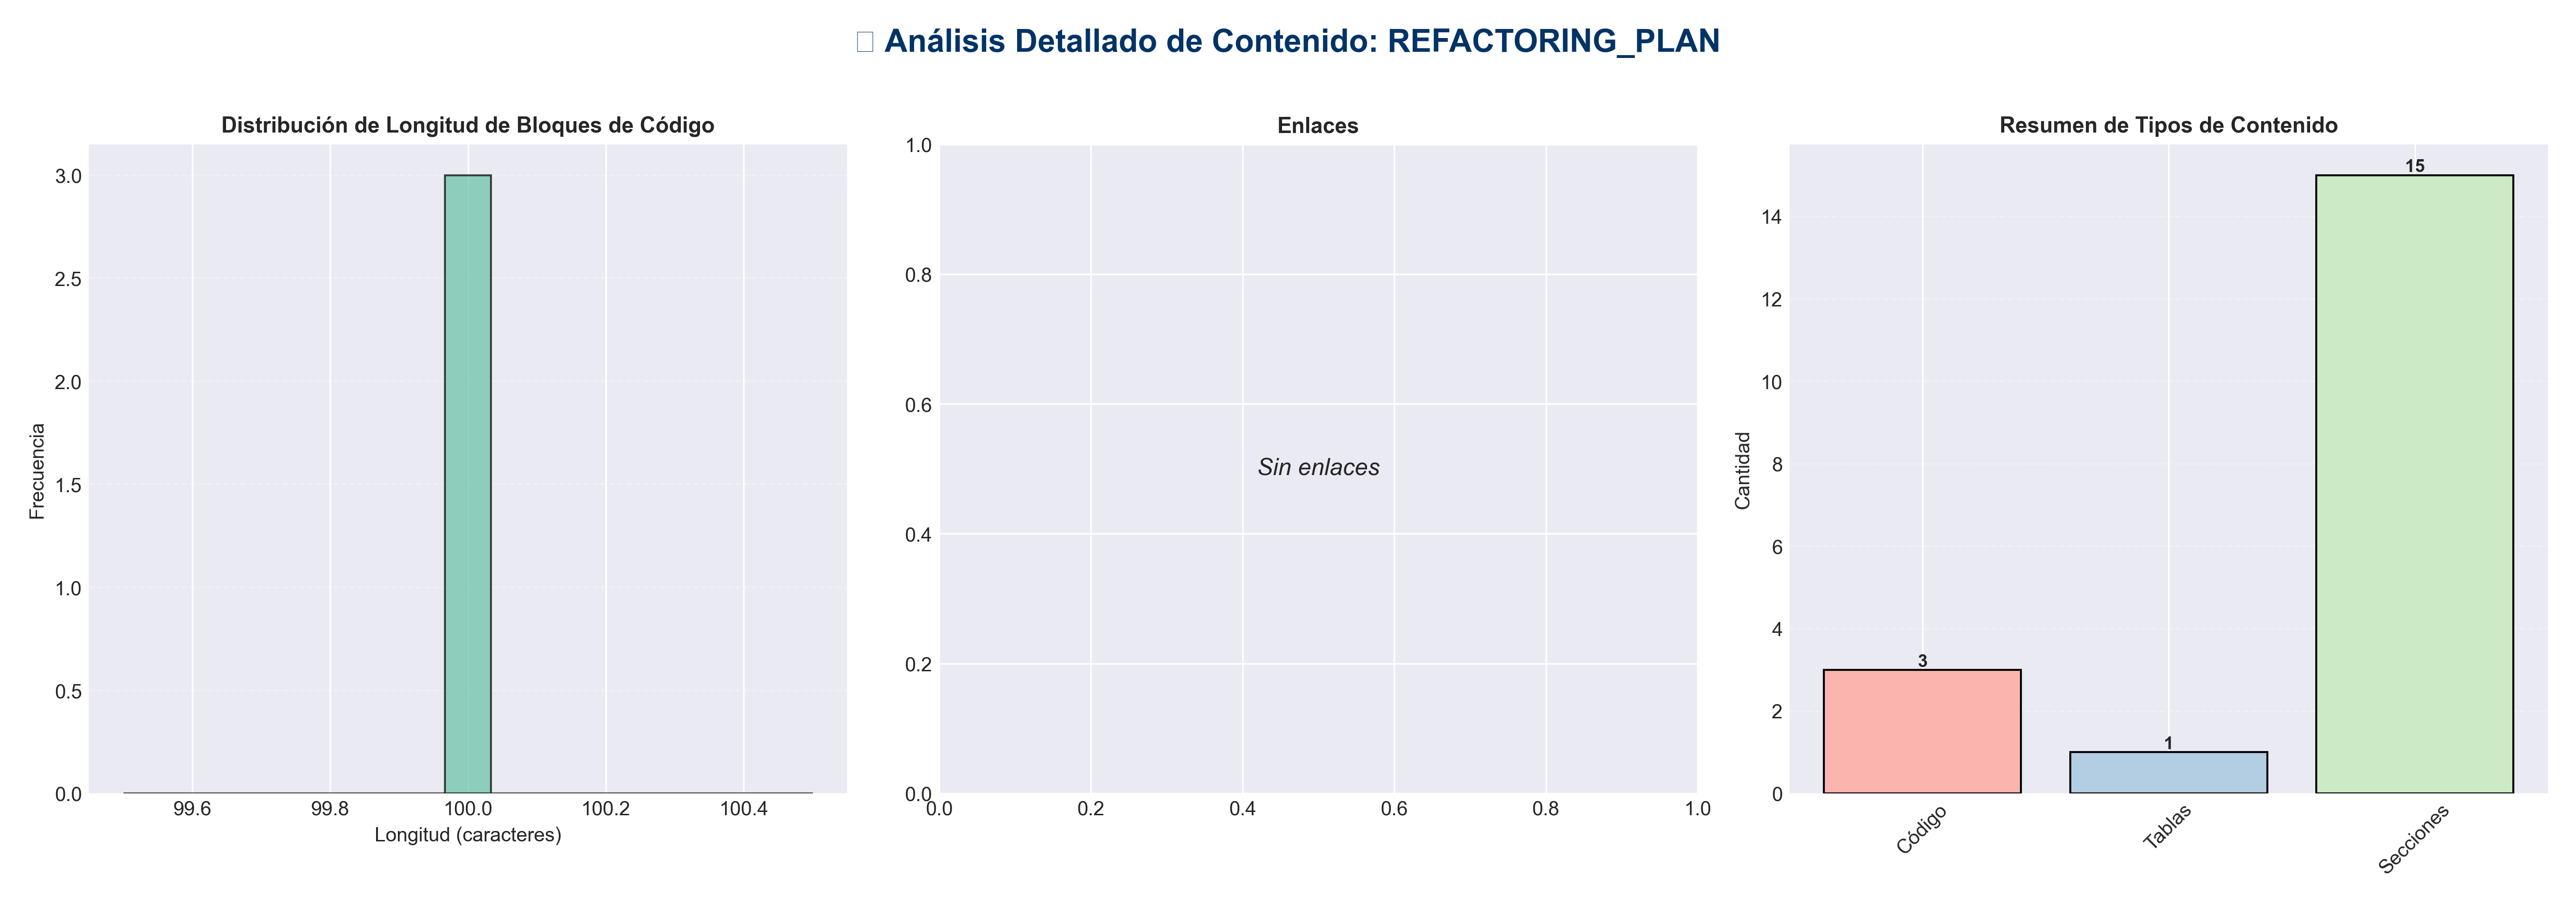 Análisis Detallado de Contenido: REFACTORING_PLAN
Distribución de Longitud de Bloques de Código
3.0
2.5
2.0
1.5
1.0
0.5
0.0
Frecuencia
99.6 99.8 100.0 100.2 100.4
Longitud (caracteres)
Enlaces
1.0
0.8
0.6
0.4
0.2
0.0
Sin enlaces
0.0 0.2 0.4 0.6 0.8 1.0
Resumen de Tipos de Contenido
14
12
10
8
6
4
2
0
Cantidad
3
1
15
Código
Tablas
Secciones